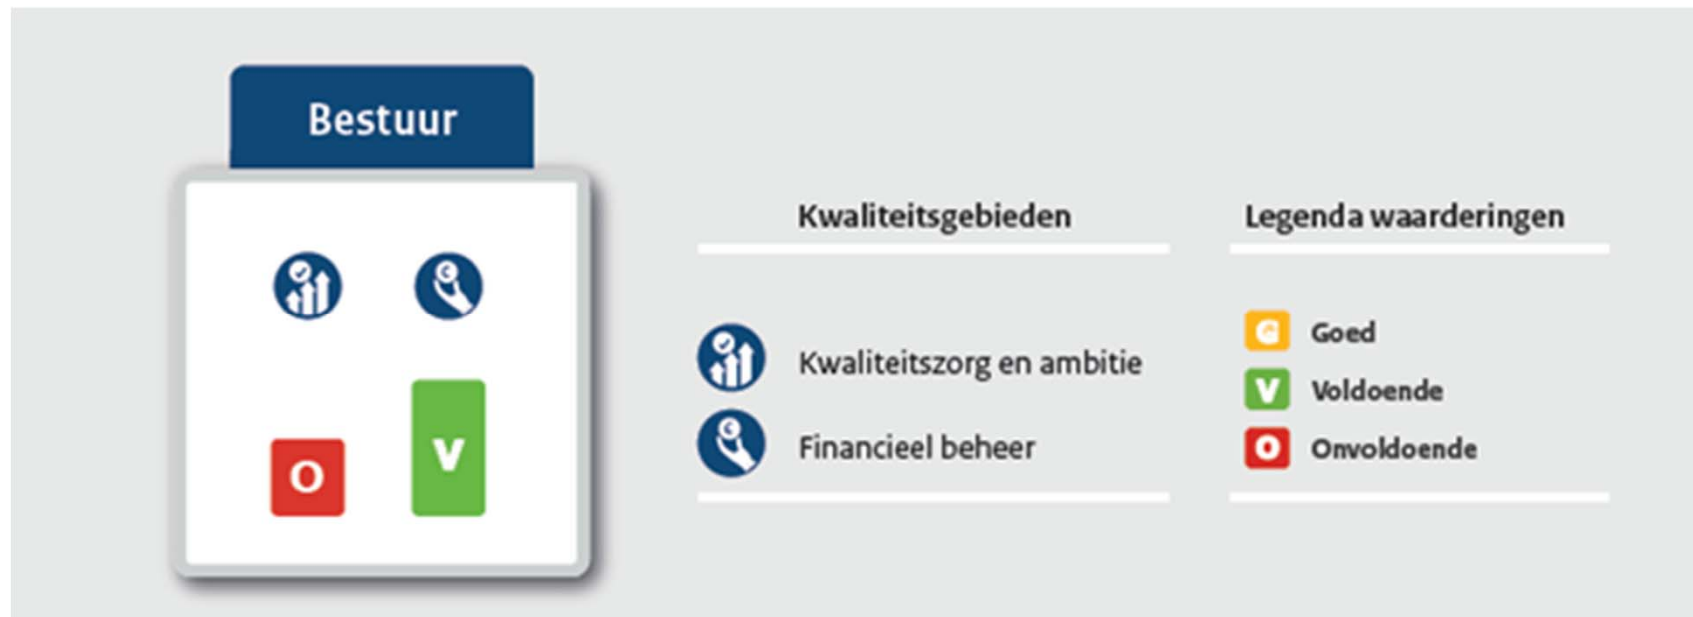 Bestuur
O
V
Kwaliteitsgebieden
Kwaliteitszorg en ambitie
Financieel beheer
Legenda waarderingen
G Goed
V Voldoende
O Onvoldoende